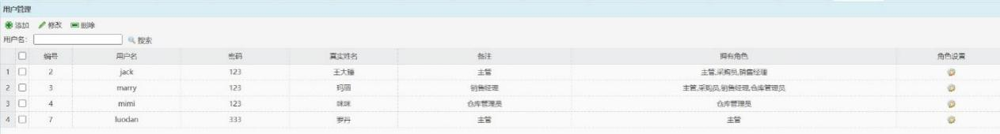 用户管理
添加 修改 删除
用户名: 搜索
编号 用户名 密码 真实姓名 备注 拥有角色 角色设置
1 2 jack 123 王大锤 主管 主管,采购员,销售经理
2 3 marry 123 玛丽 销售经理 主管,采购员,销售经理,仓库管理员
3 4 mimi 123 咪咪 仓库管理员 仓库管理员
4 7 luodan 333 罗丹 主管 主管